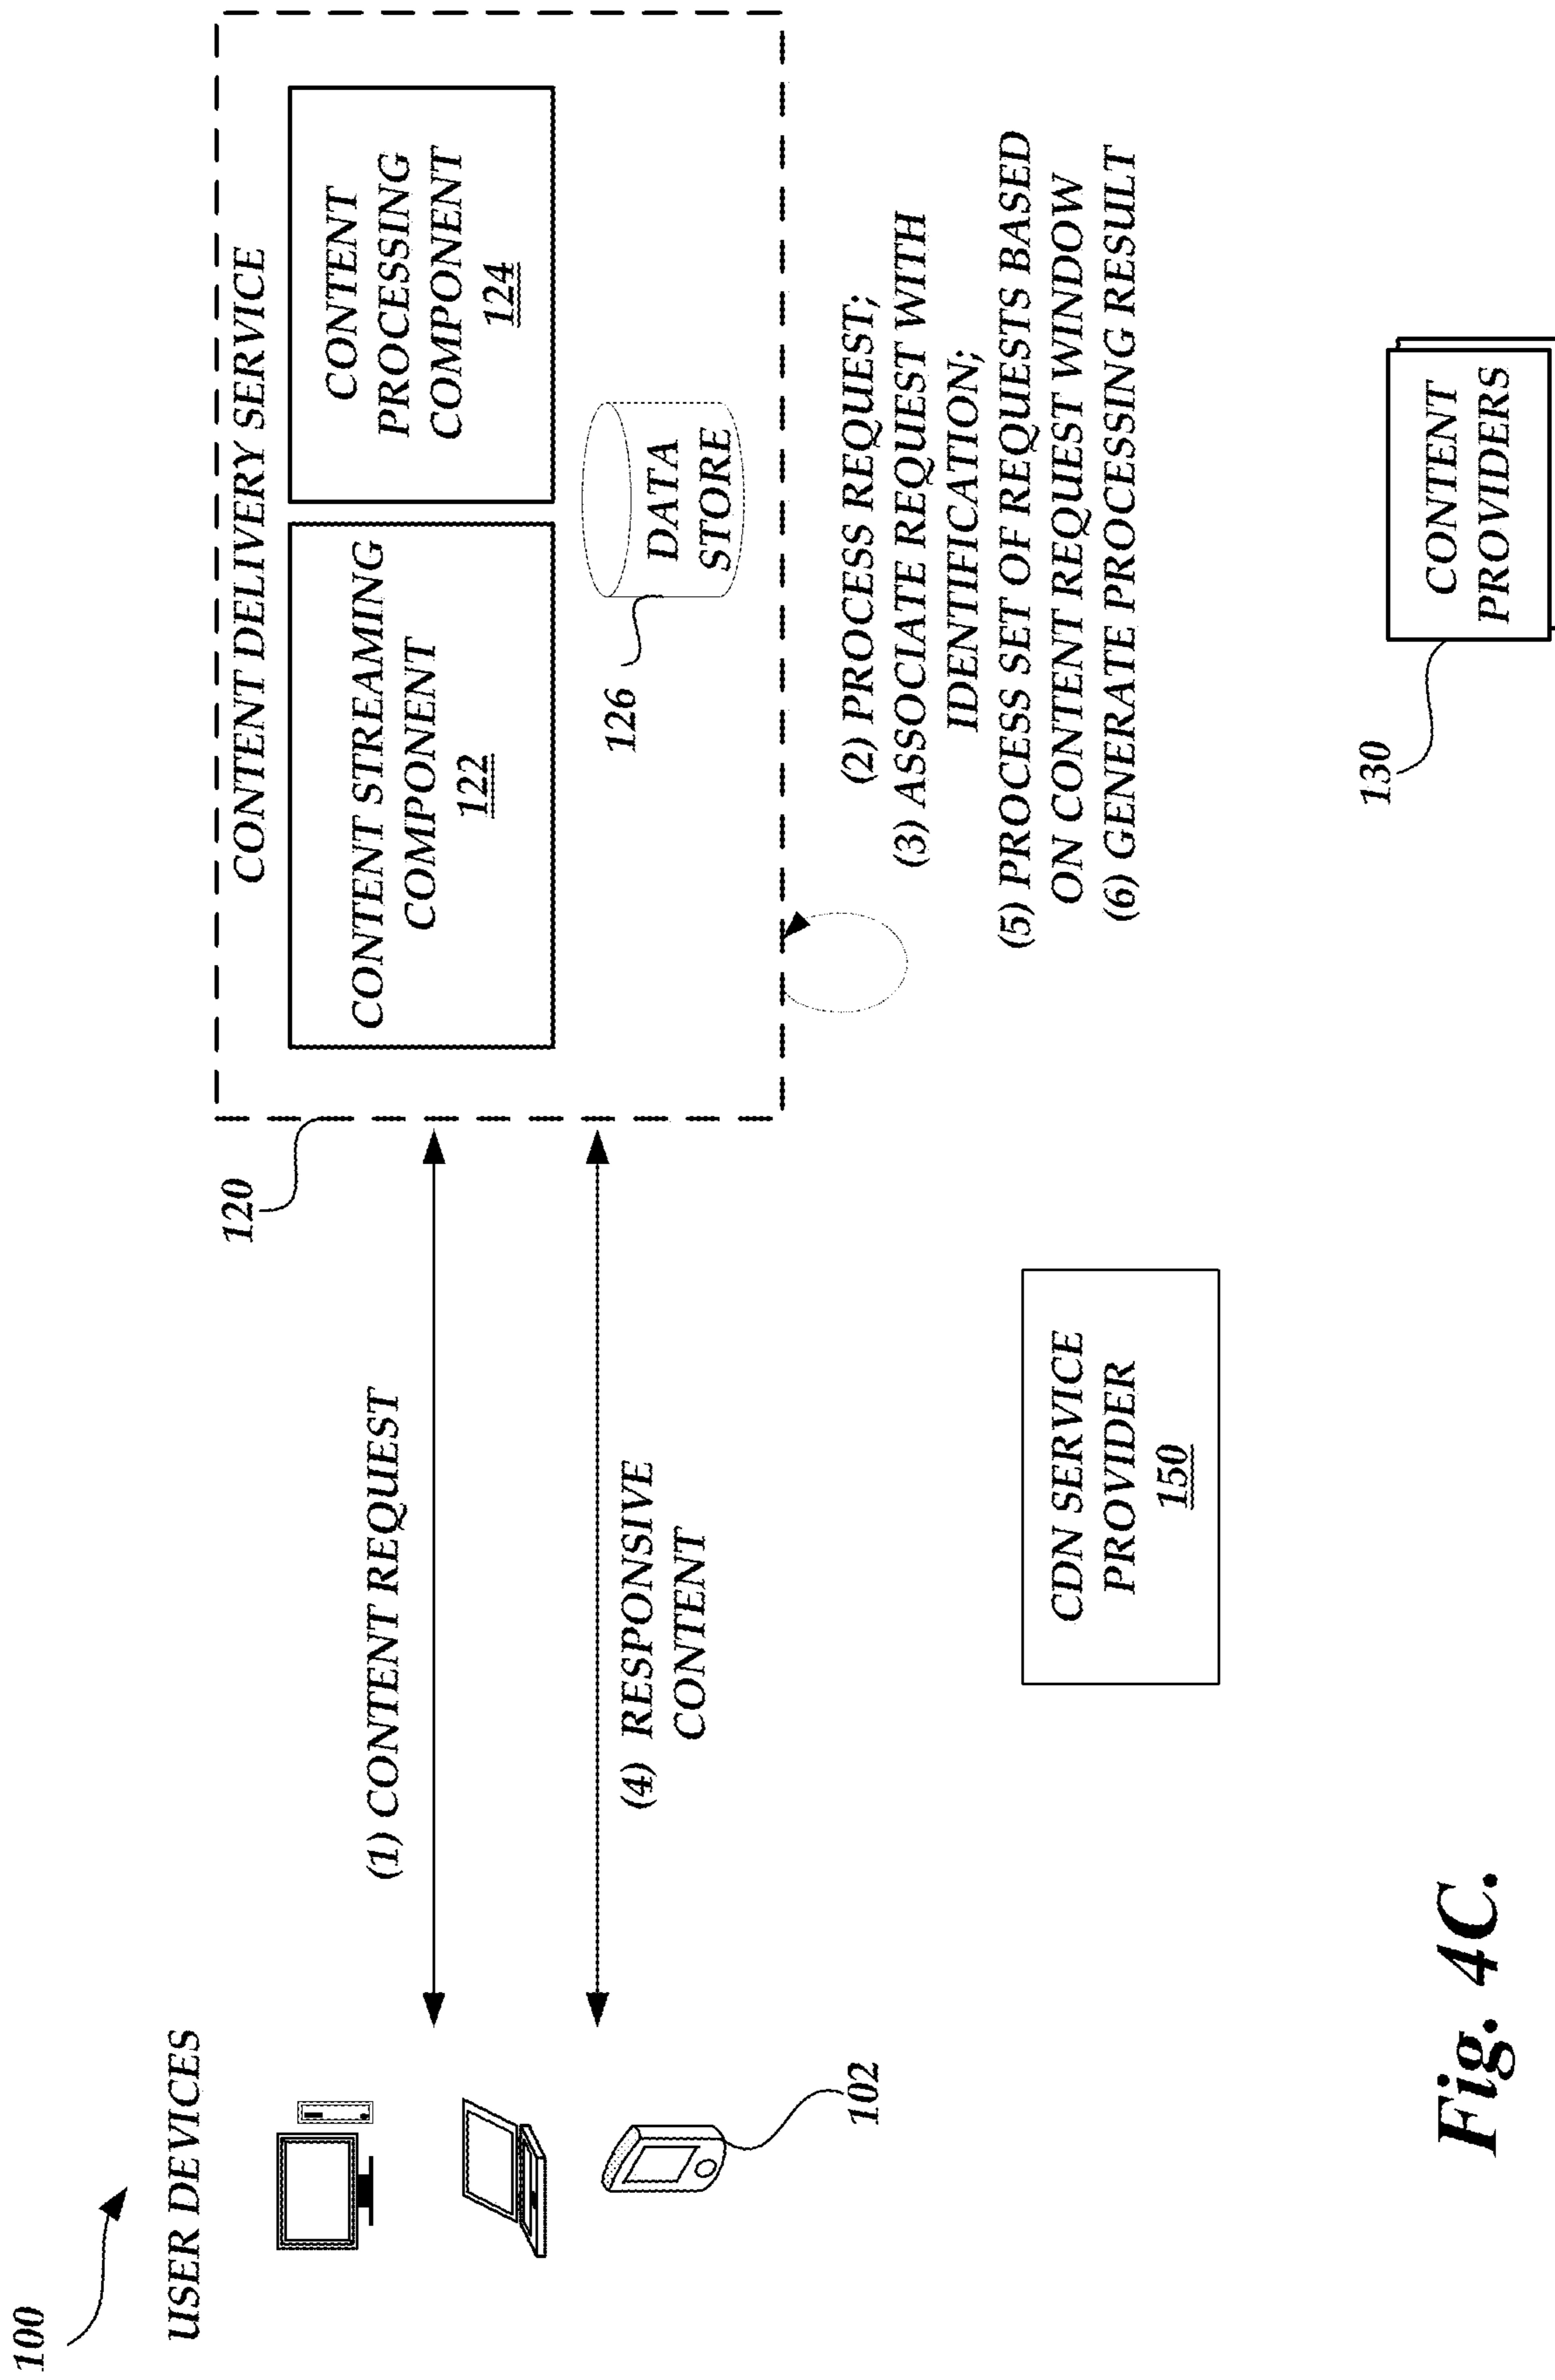 100
USER DEVICES
102
(1) CONTENT REQUEST
(4) RESPONSIVE
CONTENT
120
CONTENT DELIVERY SERVICE
CONTENT STREAMING
COMPONENT
122
CONTENT
PROCESSING
COMPONENT
124
126
DATA
STORE
(2) PROCESS REQUEST;
(3) ASSOCIATE REQUEST WITH
IDENTIFICATION;
(5) PROCESS SET OF REQUESTS BASED
ON CONTENT REQUEST WINDOW
(6) GENERATE PROCESSING RESULT
CDN SERVICE
PROVIDER
150
130
CONTENT
PROVIDERS
Fig. 4C.